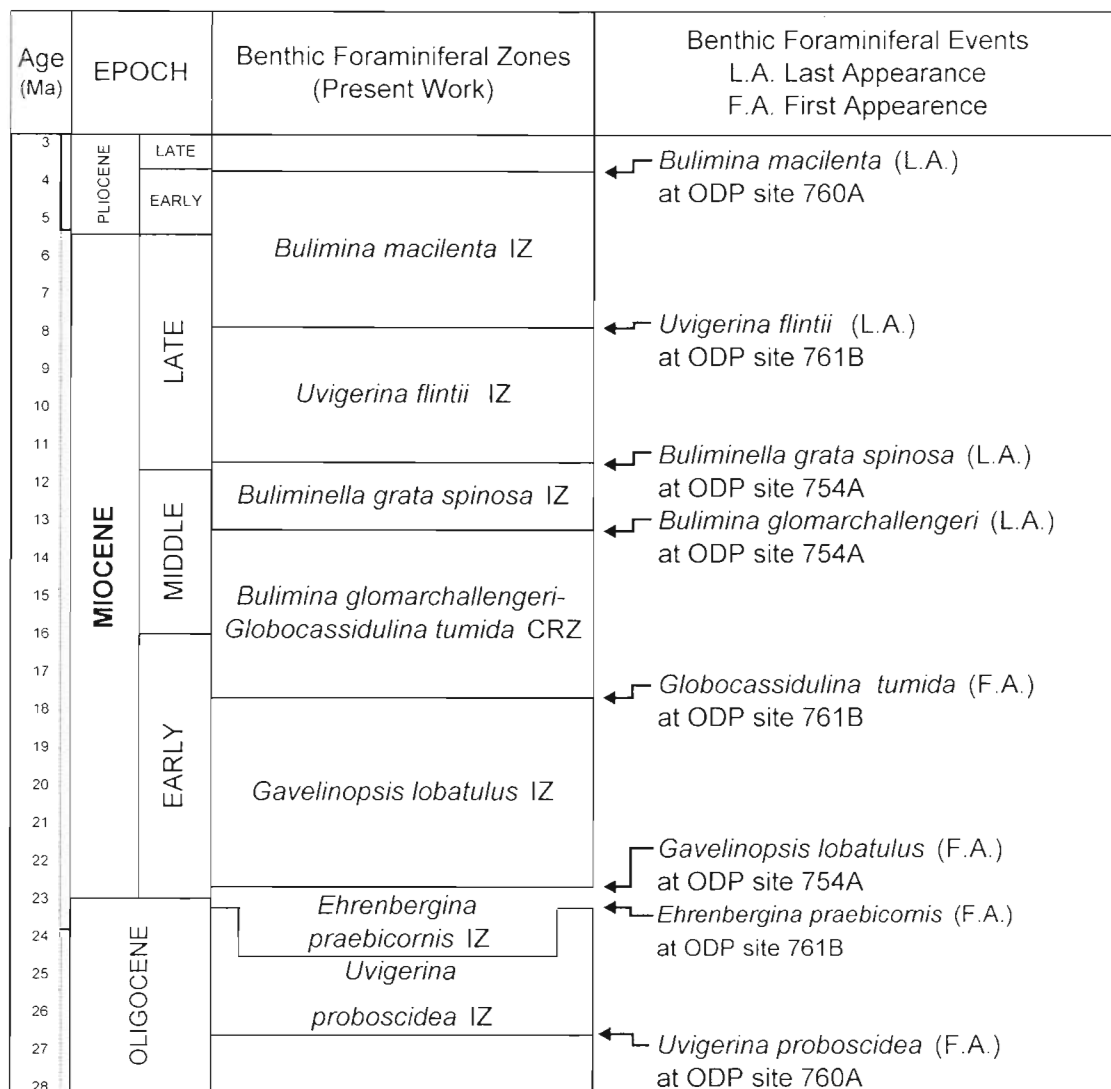 Age
(Ma)
EPOCH
Benthic Foraminiferal Zones
(Present Work)
Benthic Foraminiferal Events
L.A. Last Appearance
F.A. First Appearence
3
4
5
6
7
8
9
10
11
12
13
14
15
16
17
18
19
20
21
22
23
24
25
26
27
28
PLIOCENE
LATE
EARLY
MIOCENE
LATE
MIDDLE
EARLY
OLIGOCENE
Bulimina macilenta IZ
Uvigerina flintii IZ
Buliminella grata spinosa IZ
Bulimina glomarchallengeri-
Globocassidulina tumida CRZ
Gavelinopsis lobatulus IZ
Ehrenbergina
praebicornis IZ
Uvigerina
proboscidea IZ
Bulimina macilenta (L.A.)
at ODP site 760A
Uvigerina flintii (L.A.)
at ODP site 761B
Buliminella grata spinosa (L.A.)
at ODP site 754A
Bulimina glomarchallengeri (L.A.)
at ODP site 754A
Globocassidulina tumida (F.A.)
at ODP site 761B
Gavelinopsis lobatulus (F.A.)
at ODP site 754A
Ehrenbergina praebicornis (F.A.)
at ODP site 761B
Uvigerina proboscidea (F.A.)
at ODP site 760A